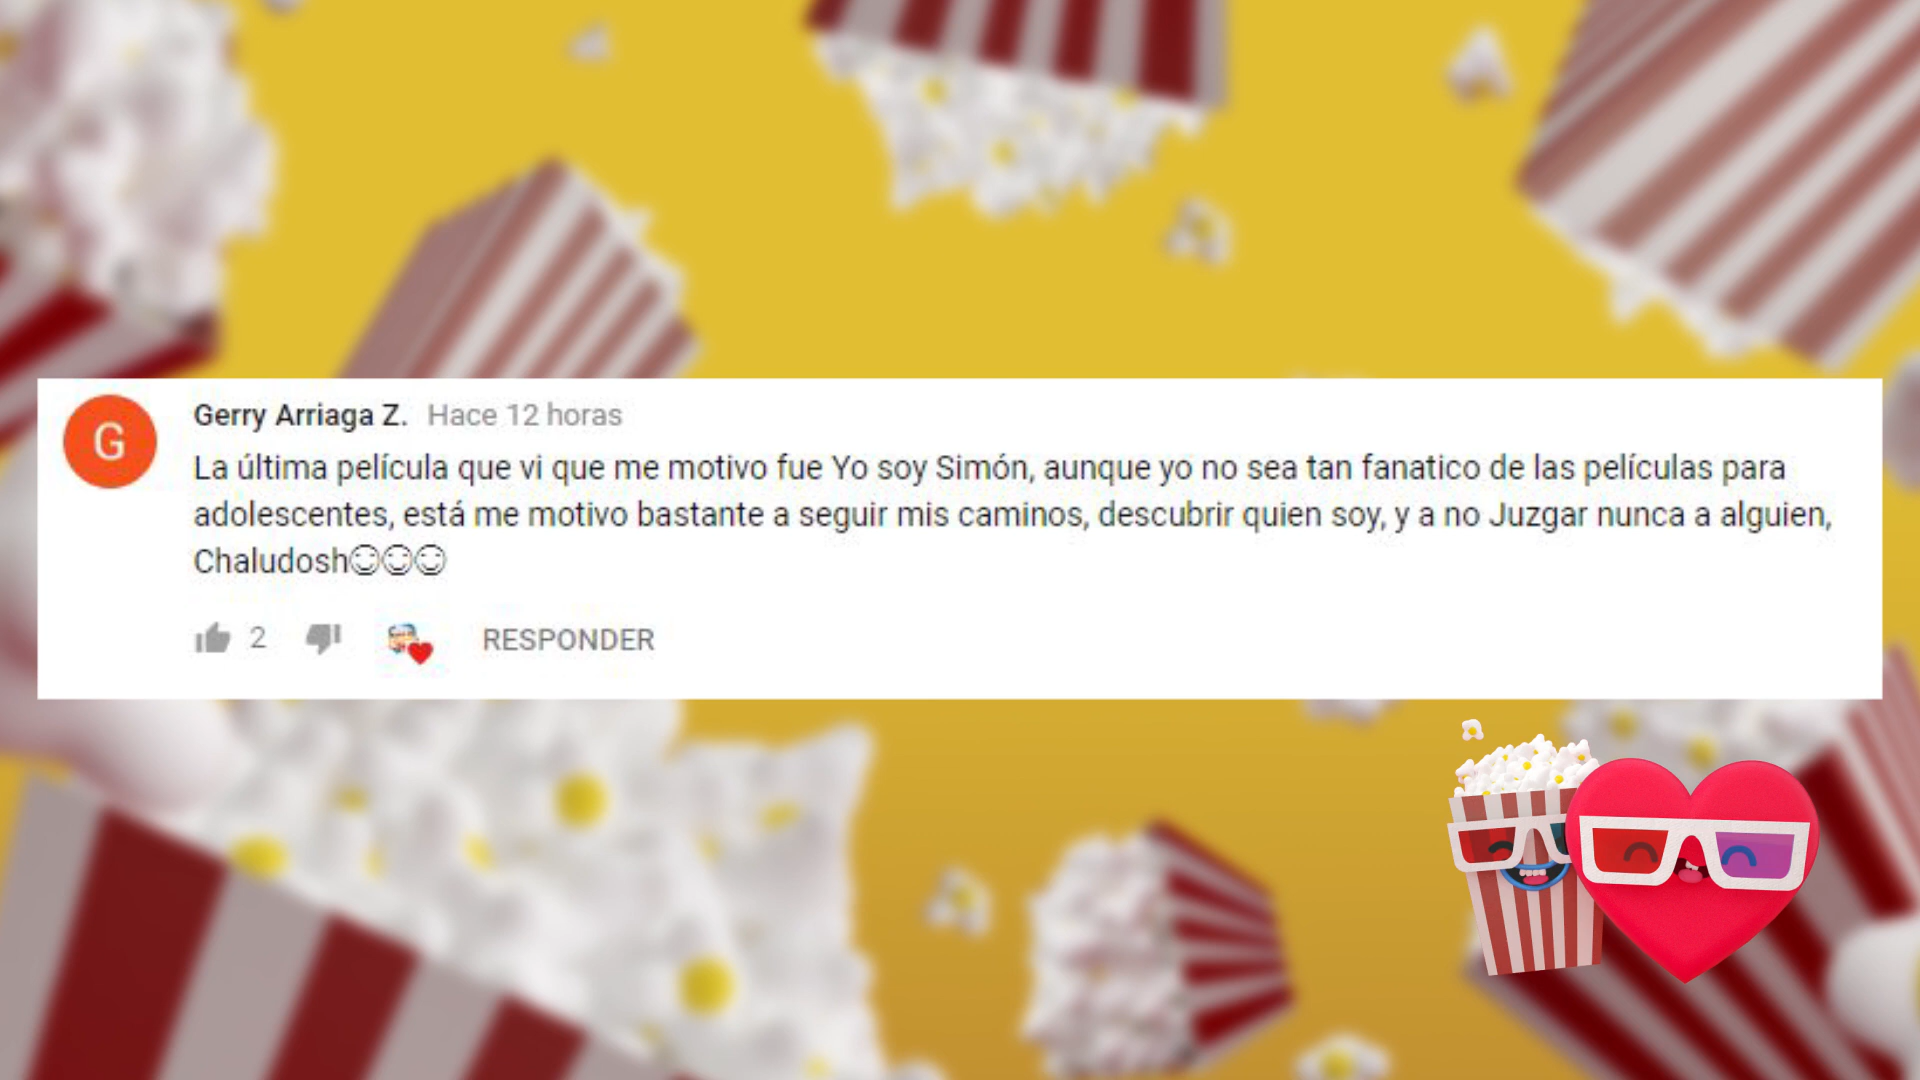 G
Gerry Arriaga Z. Hace 12 horas
La última película que vi que me motivo fue Yo soy Simón, aunque yo no sea tan fanatico de las películas para
adolescentes, está me motivo bastante a seguir mis caminos, descubrir quien soy, y a no Juzgar nunca a alguien,
Chaludosh☺☺☺
2 RESPONDER